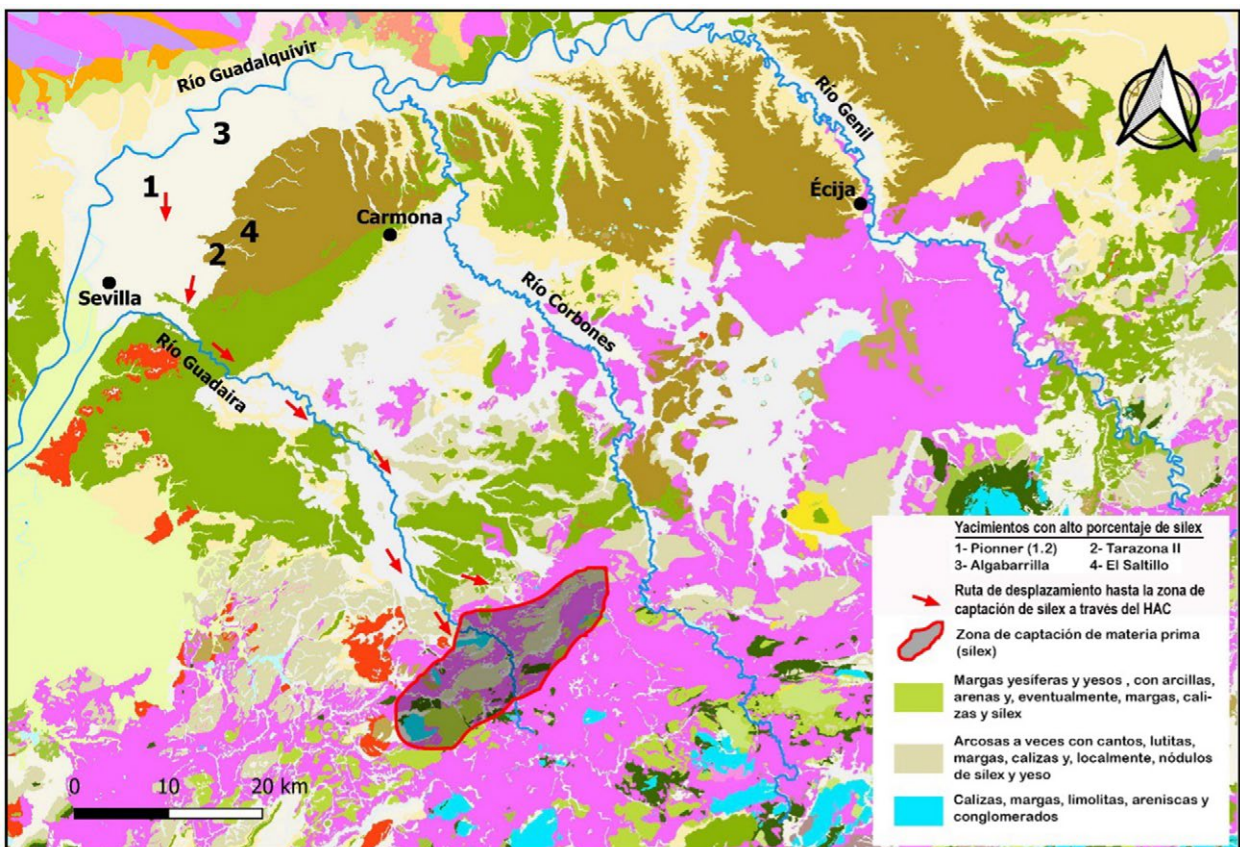 Río Guadalquivir
3
1
4
2
Sevilla
Carmona
Río Genil
Écija
Río Corbones
Río Guadaira
0 10 20 km
Yacimientos con alto porcentaje de sílex
1- Pionner (1.2) 2- Tarazona II
3- Algabarrilla 4- El Saltillo
Ruta de desplazamiento hasta la zona de
captación de sílex a través del HAC
Zona de captación de materia prima
(sílex)
Margas yesíferas y yesos , con arcillas,
arenas y, eventualmente, margas, cali-
zas y sílex
Arcosas a veces con cantos, lutitas,
margas, calizas y, localmente, nódulos
de sílex y yeso
Calizas, margas, limolitas, areniscas y
conglomerados